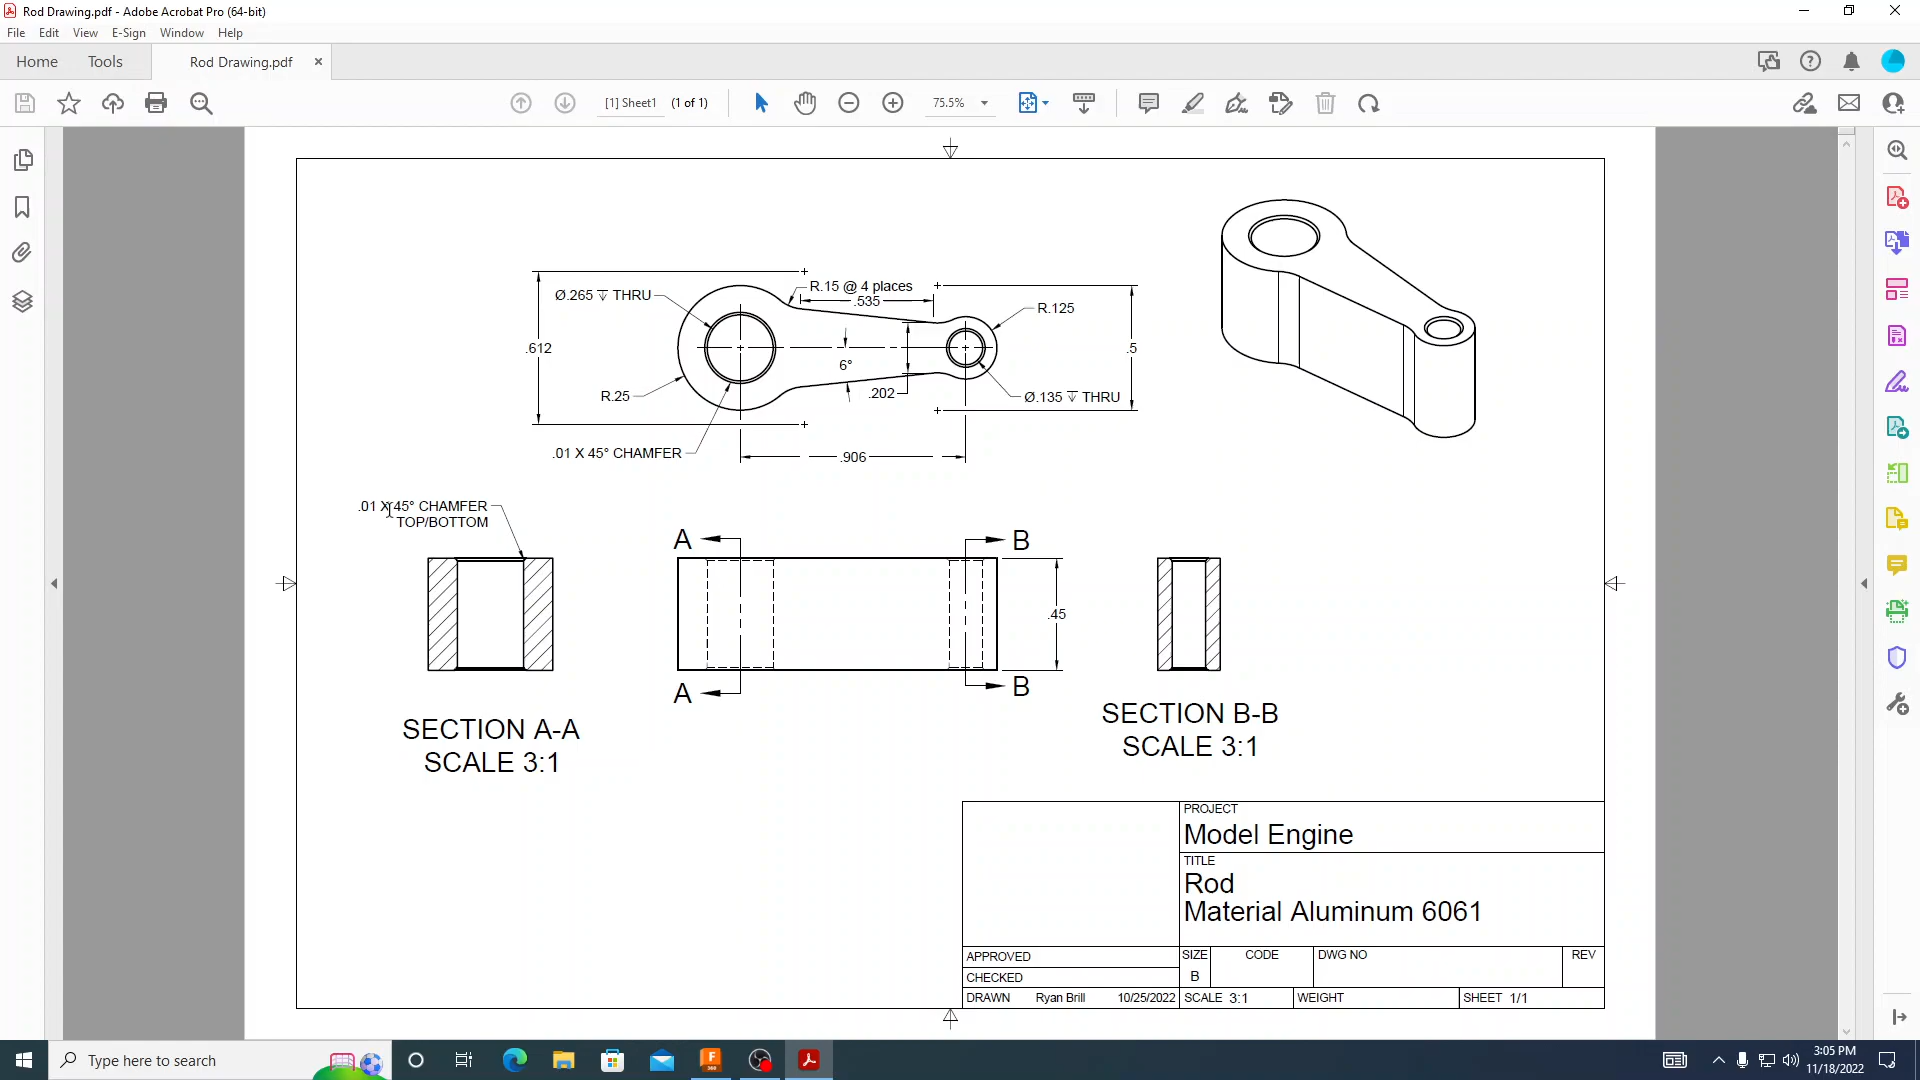 Rod Drawing.pdf - Adobe Acrobat Pro (64-bit)
File Edit View E-Sign Window Help
Home Tools Rod Drawing.pdf ×
[1] Sheet1 (1 of 1) 75.5%
R.15 @ 4 places
Ø.265 ↧ THRU
.535
R.125
.612
.5
6°
R.25
.202
Ø.135 ↧ THRU
.01 X 45° CHAMFER
.906
.01 X 45° CHAMFER
TOP/BOTTOM
A
B
.45
A
B
SECTION A-A
SCALE 3:1
SECTION B-B
SCALE 3:1
PROJECT
Model Engine
TITLE
Rod
Material Aluminum 6061
APPROVED
SIZE CODE DWG NO REV
CHECKED
B
DRAWN Ryan Brill 10/25/2022 SCALE 3:1 WEIGHT SHEET 1/1
Type here to search
F
360
3:05 PM
11/18/2022